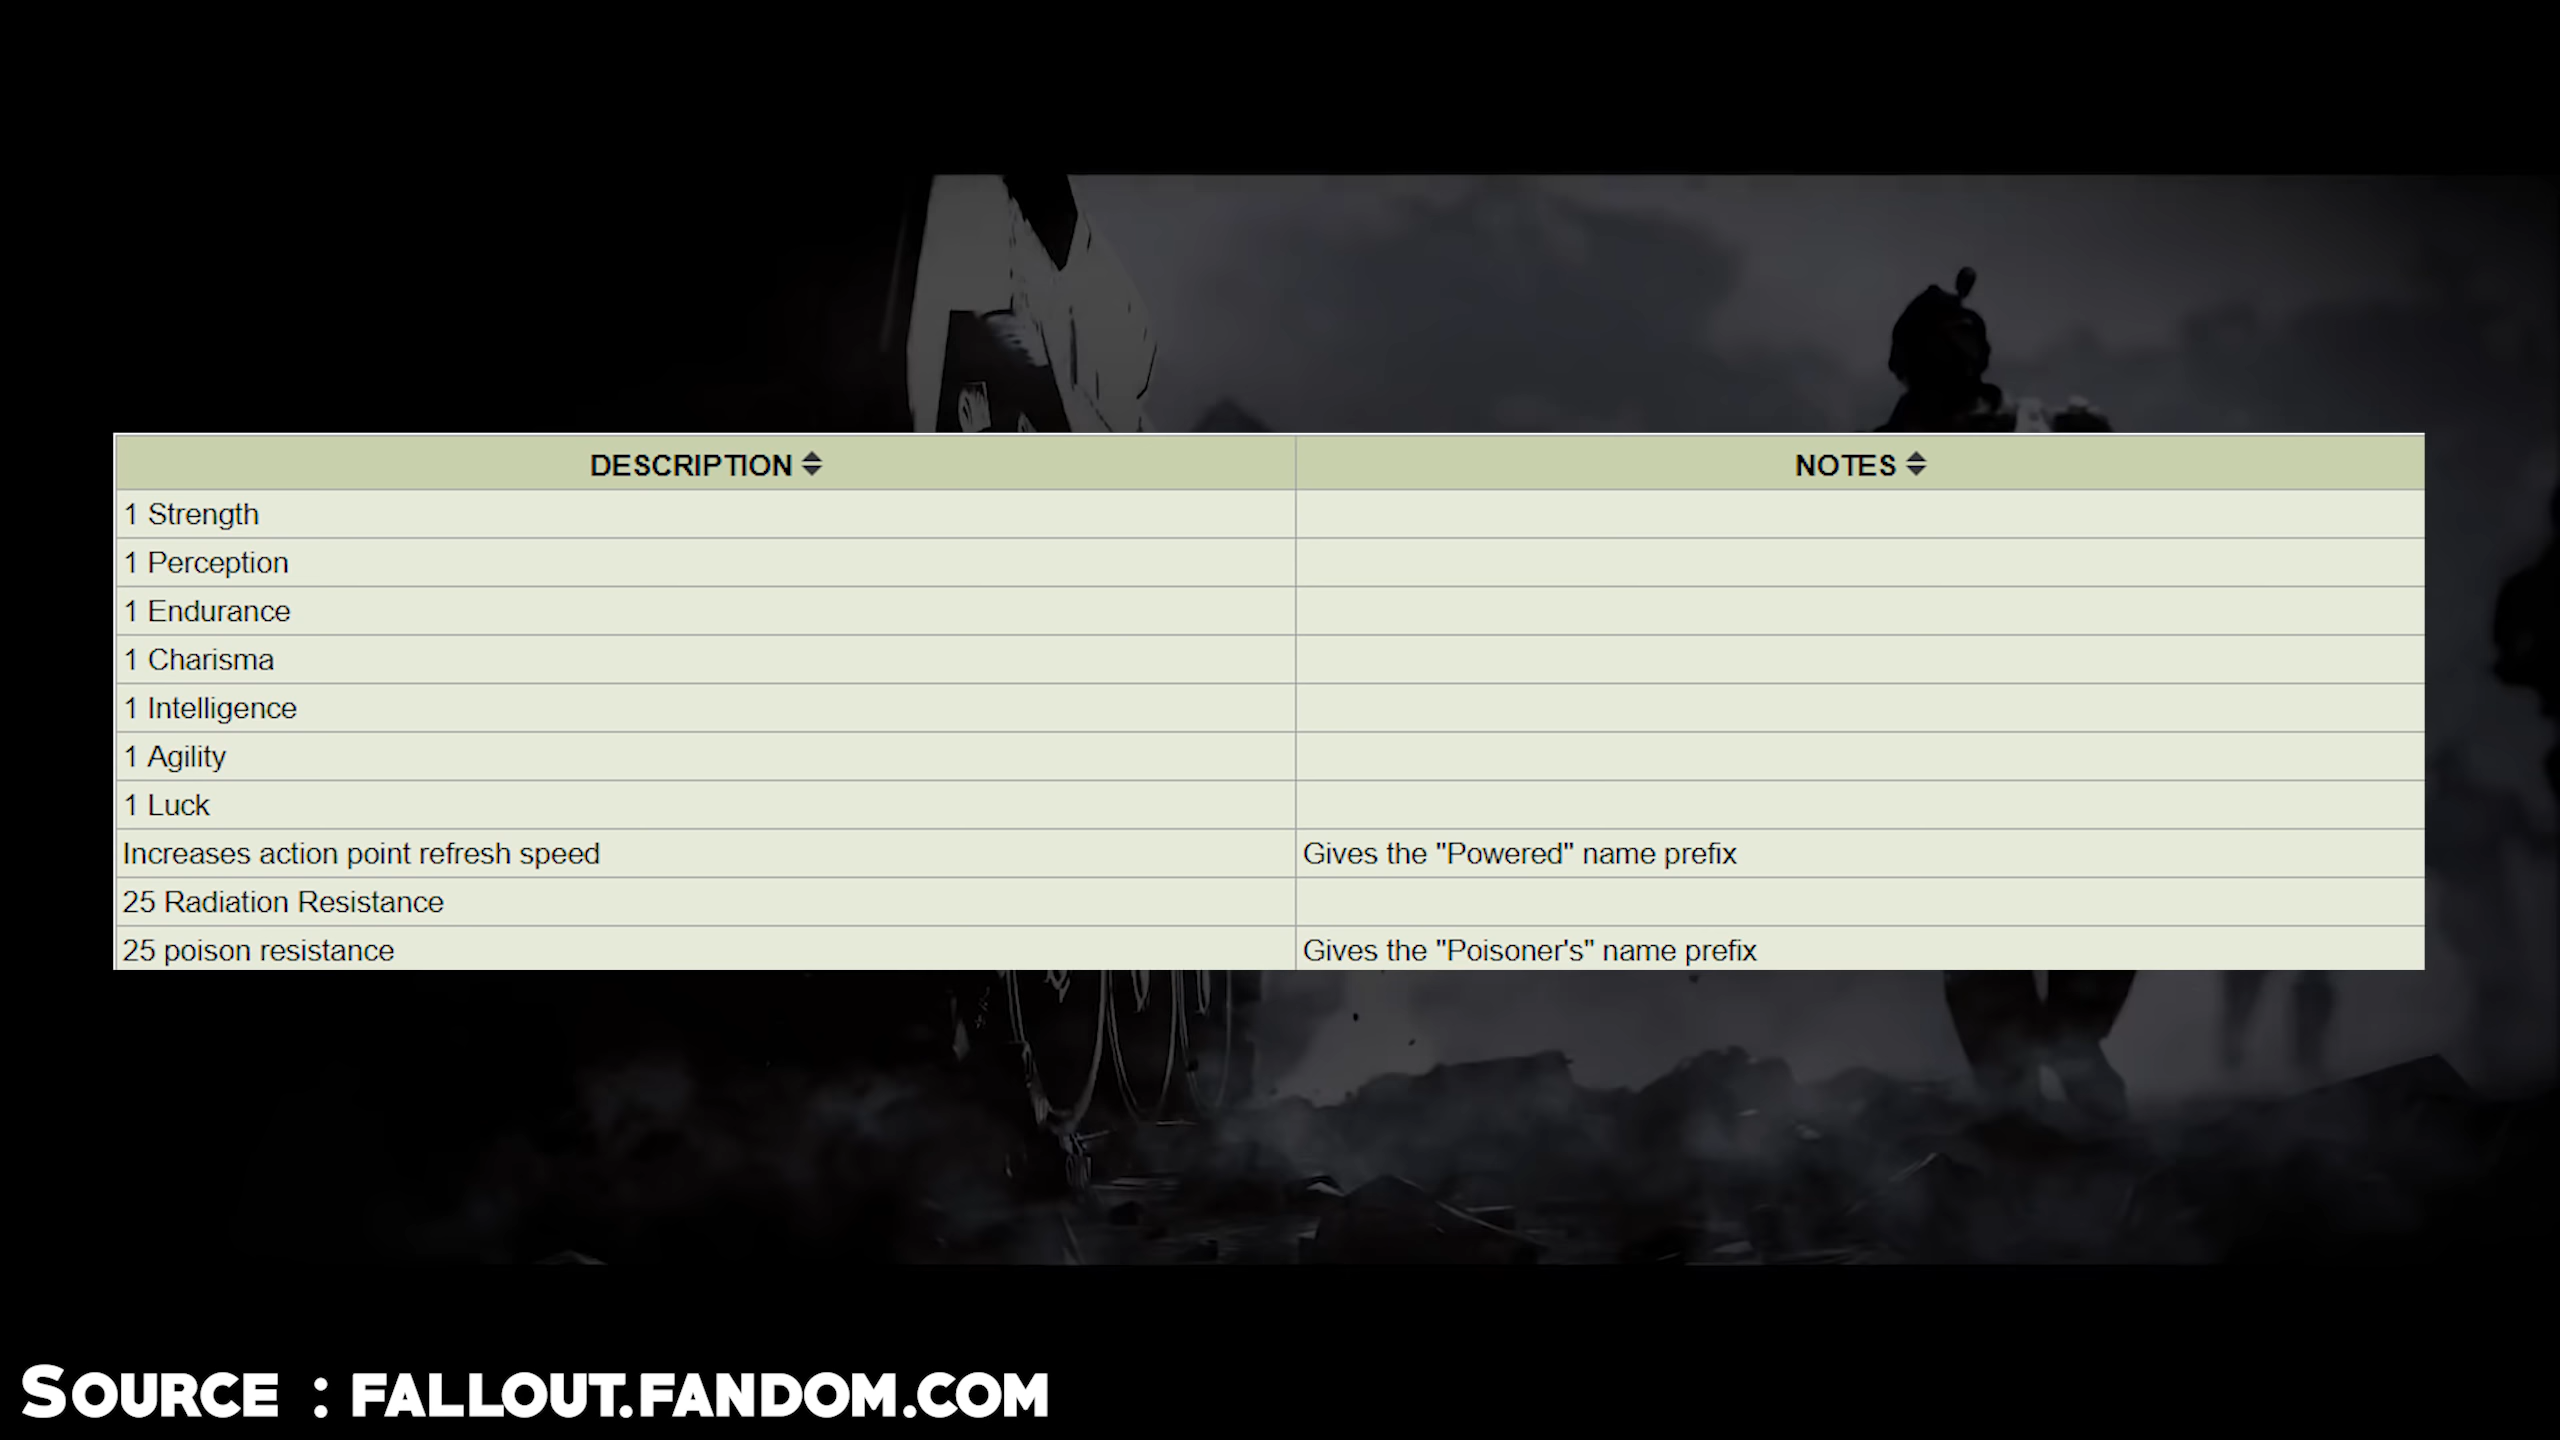 DESCRIPTION NOTES
1 Strength
1 Perception
1 Endurance
1 Charisma
1 Intelligence
1 Agility
1 Luck
Increases action point refresh speed Gives the "Powered" name prefix
25 Radiation Resistance
25 poison resistance Gives the "Poisoner's" name prefix
SOURCE : FALLOUT.FANDOM.COM